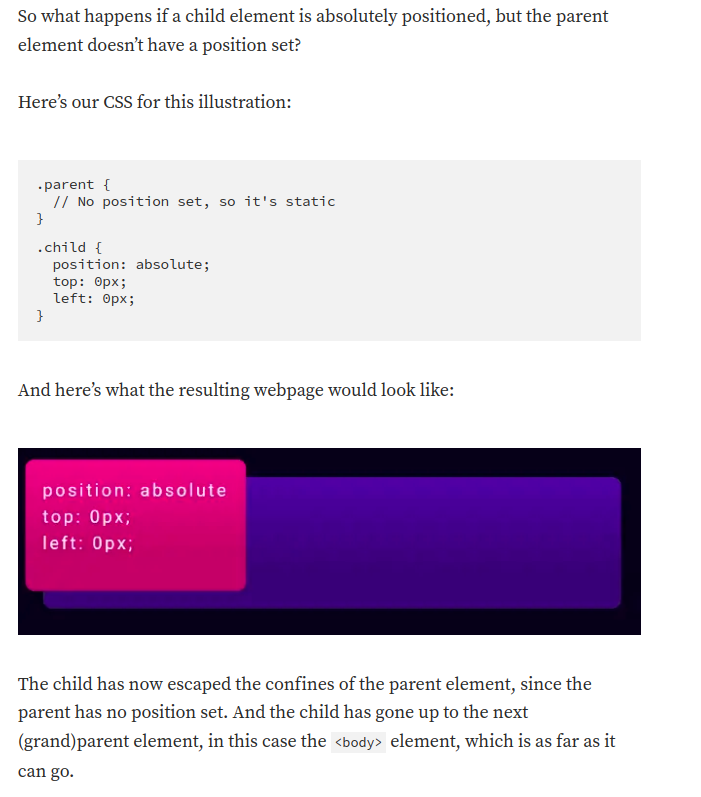 So what happens if a child element is absolutely positioned, but the parent
element doesn’t have a position set?
Here’s our CSS for this illustration:
.parent {
  // No position set, so it's static
}
.child {
  position: absolute;
  top: 0px;
  left: 0px;
}
And here’s what the resulting webpage would look like:
position: absolute
top: 0px;
left: 0px;
The child has now escaped the confines of the parent element, since the
parent has no position set. And the child has gone up to the next
(grand)parent element, in this case the <body> element, which is as far as it
can go.